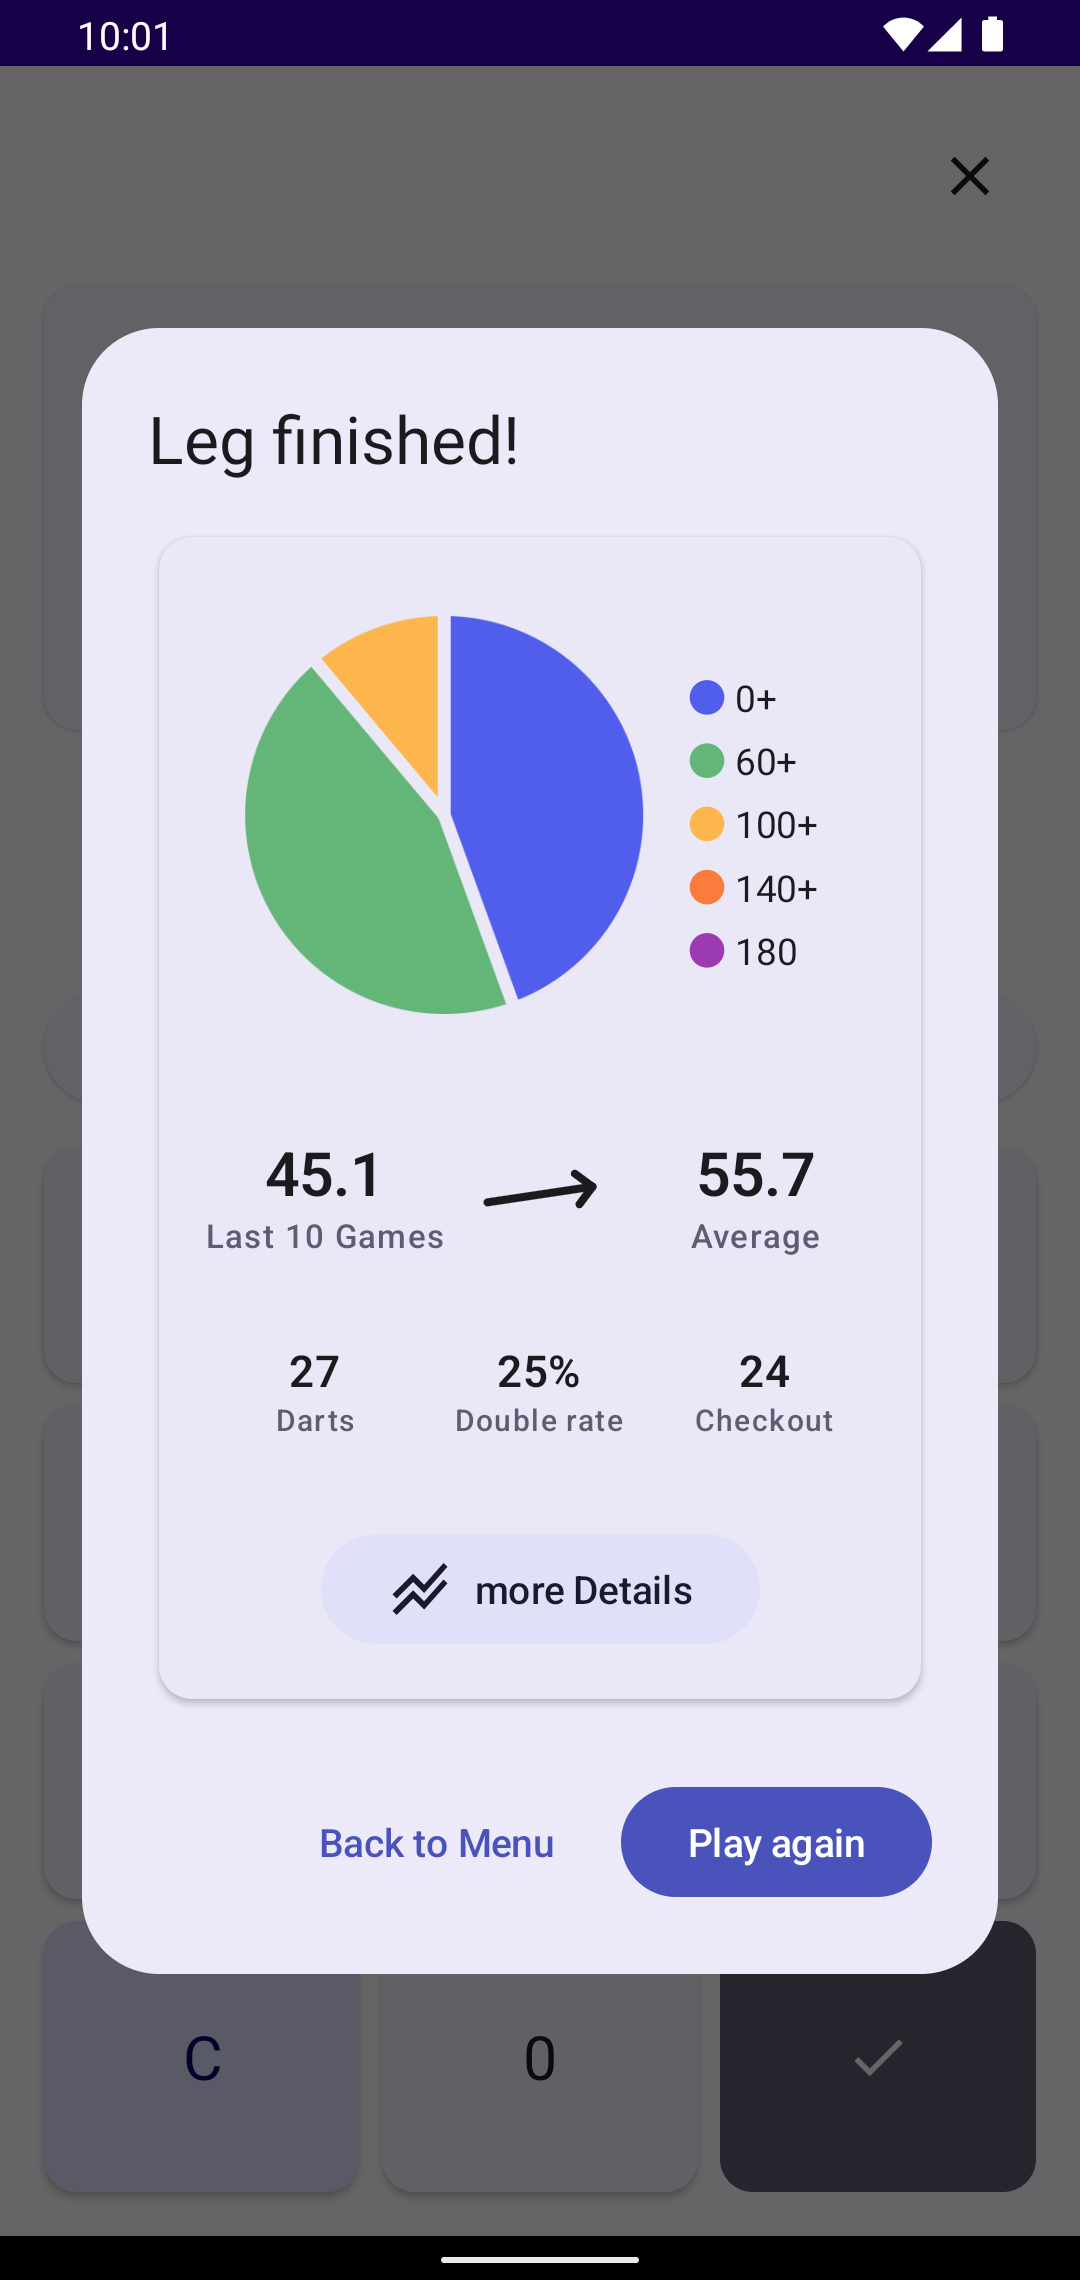 10:01
Leg finished!
0+
60+
100+
140+
180
45.1
Last 10 Games
55.7
Average
27
Darts
25%
Double rate
24
Checkout
more Details
Back to Menu
Play again
C
0